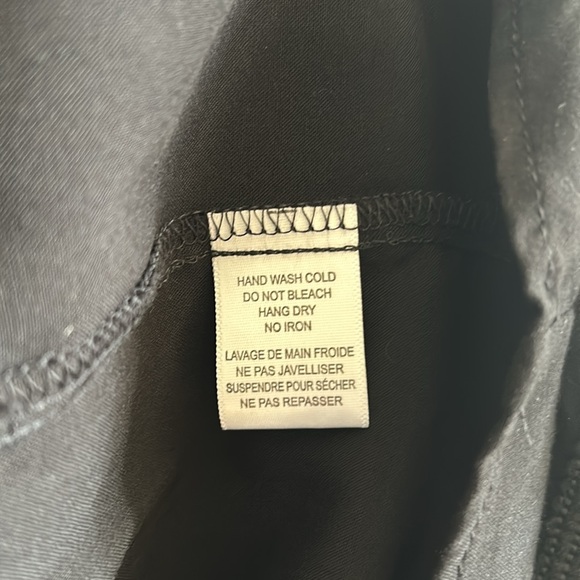 HAND WASH COLD
DO NOT BLEACH
HANG DRY
NO IRON
LAVAGE DE MAIN FROIDE
NE PAS JAVELLISER
SUSPENDRE POUR SÉCHER
NE PAS REPASSER